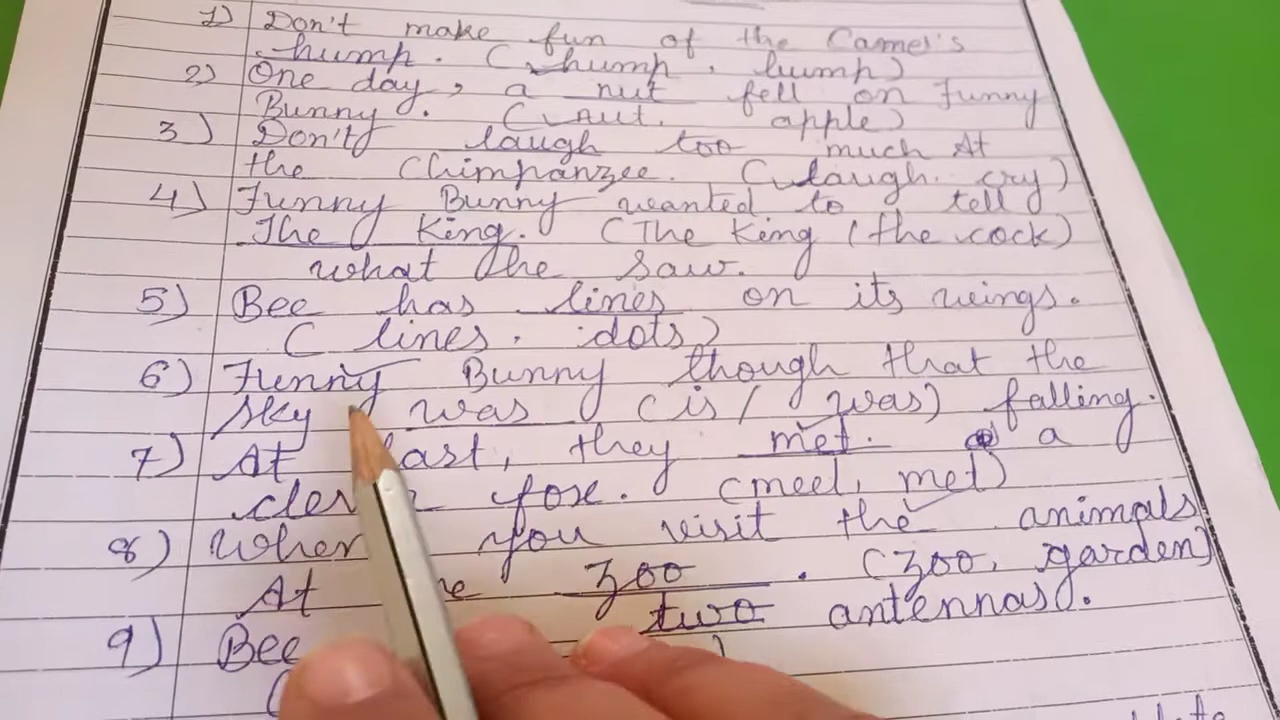 1) Don't make fun of the Camel's
hump. (hump, lump)
2) One day, a nut fell on Funny
Bunny. (Nut. apple)
3) Don't laugh too much At
the Chimpanzee. (laugh. cry)
4) Funny Bunny wanted to tell
The King. (The King / the cock)
what he saw.
5) Bee has lines on its wings.
(lines. dots)
6) Funny Bunny though that the
sky was (is / was) falling.
7) At last, they met. a
clever fox. (meet, met)
8) When you visit the animals
At zoo. (zoo, garden)
9) Bee two antennas.
(